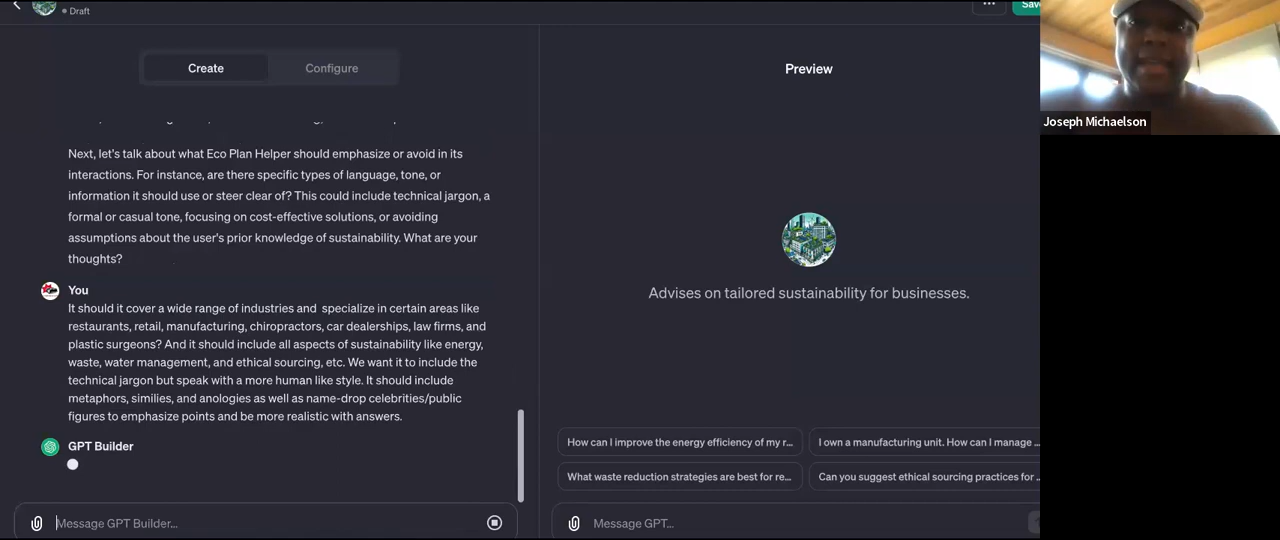 Draft
Save
Joseph Michaelson
Create
Configure
Preview
Next, let's talk about what Eco Plan Helper should emphasize or avoid in its
interactions. For instance, are there specific types of language, tone, or
information it should use or steer clear of? This could include technical jargon, a
formal or casual tone, focusing on cost-effective solutions, or avoiding
assumptions about the user's prior knowledge of sustainability. What are your
thoughts?
You
It should it cover a wide range of industries and specialize in certain areas like
restaurants, retail, manufacturing, chiropractors, car dealerships, law firms, and
plastic surgeons? And it should include all aspects of sustainability like energy,
waste, water management, and ethical sourcing, etc. We want it to include the
technical jargon but speak with a more human like style. It should include
metaphors, similies, and anologies as well as name-drop celebrities/public
figures to emphasize points and be more realistic with answers.
GPT Builder
Message GPT Builder...
Advises on tailored sustainability for businesses.
How can I improve the energy efficiency of my r...
I own a manufacturing unit. How can I manage ...
What waste reduction strategies are best for re...
Can you suggest ethical sourcing practices for ..
Message GPT...